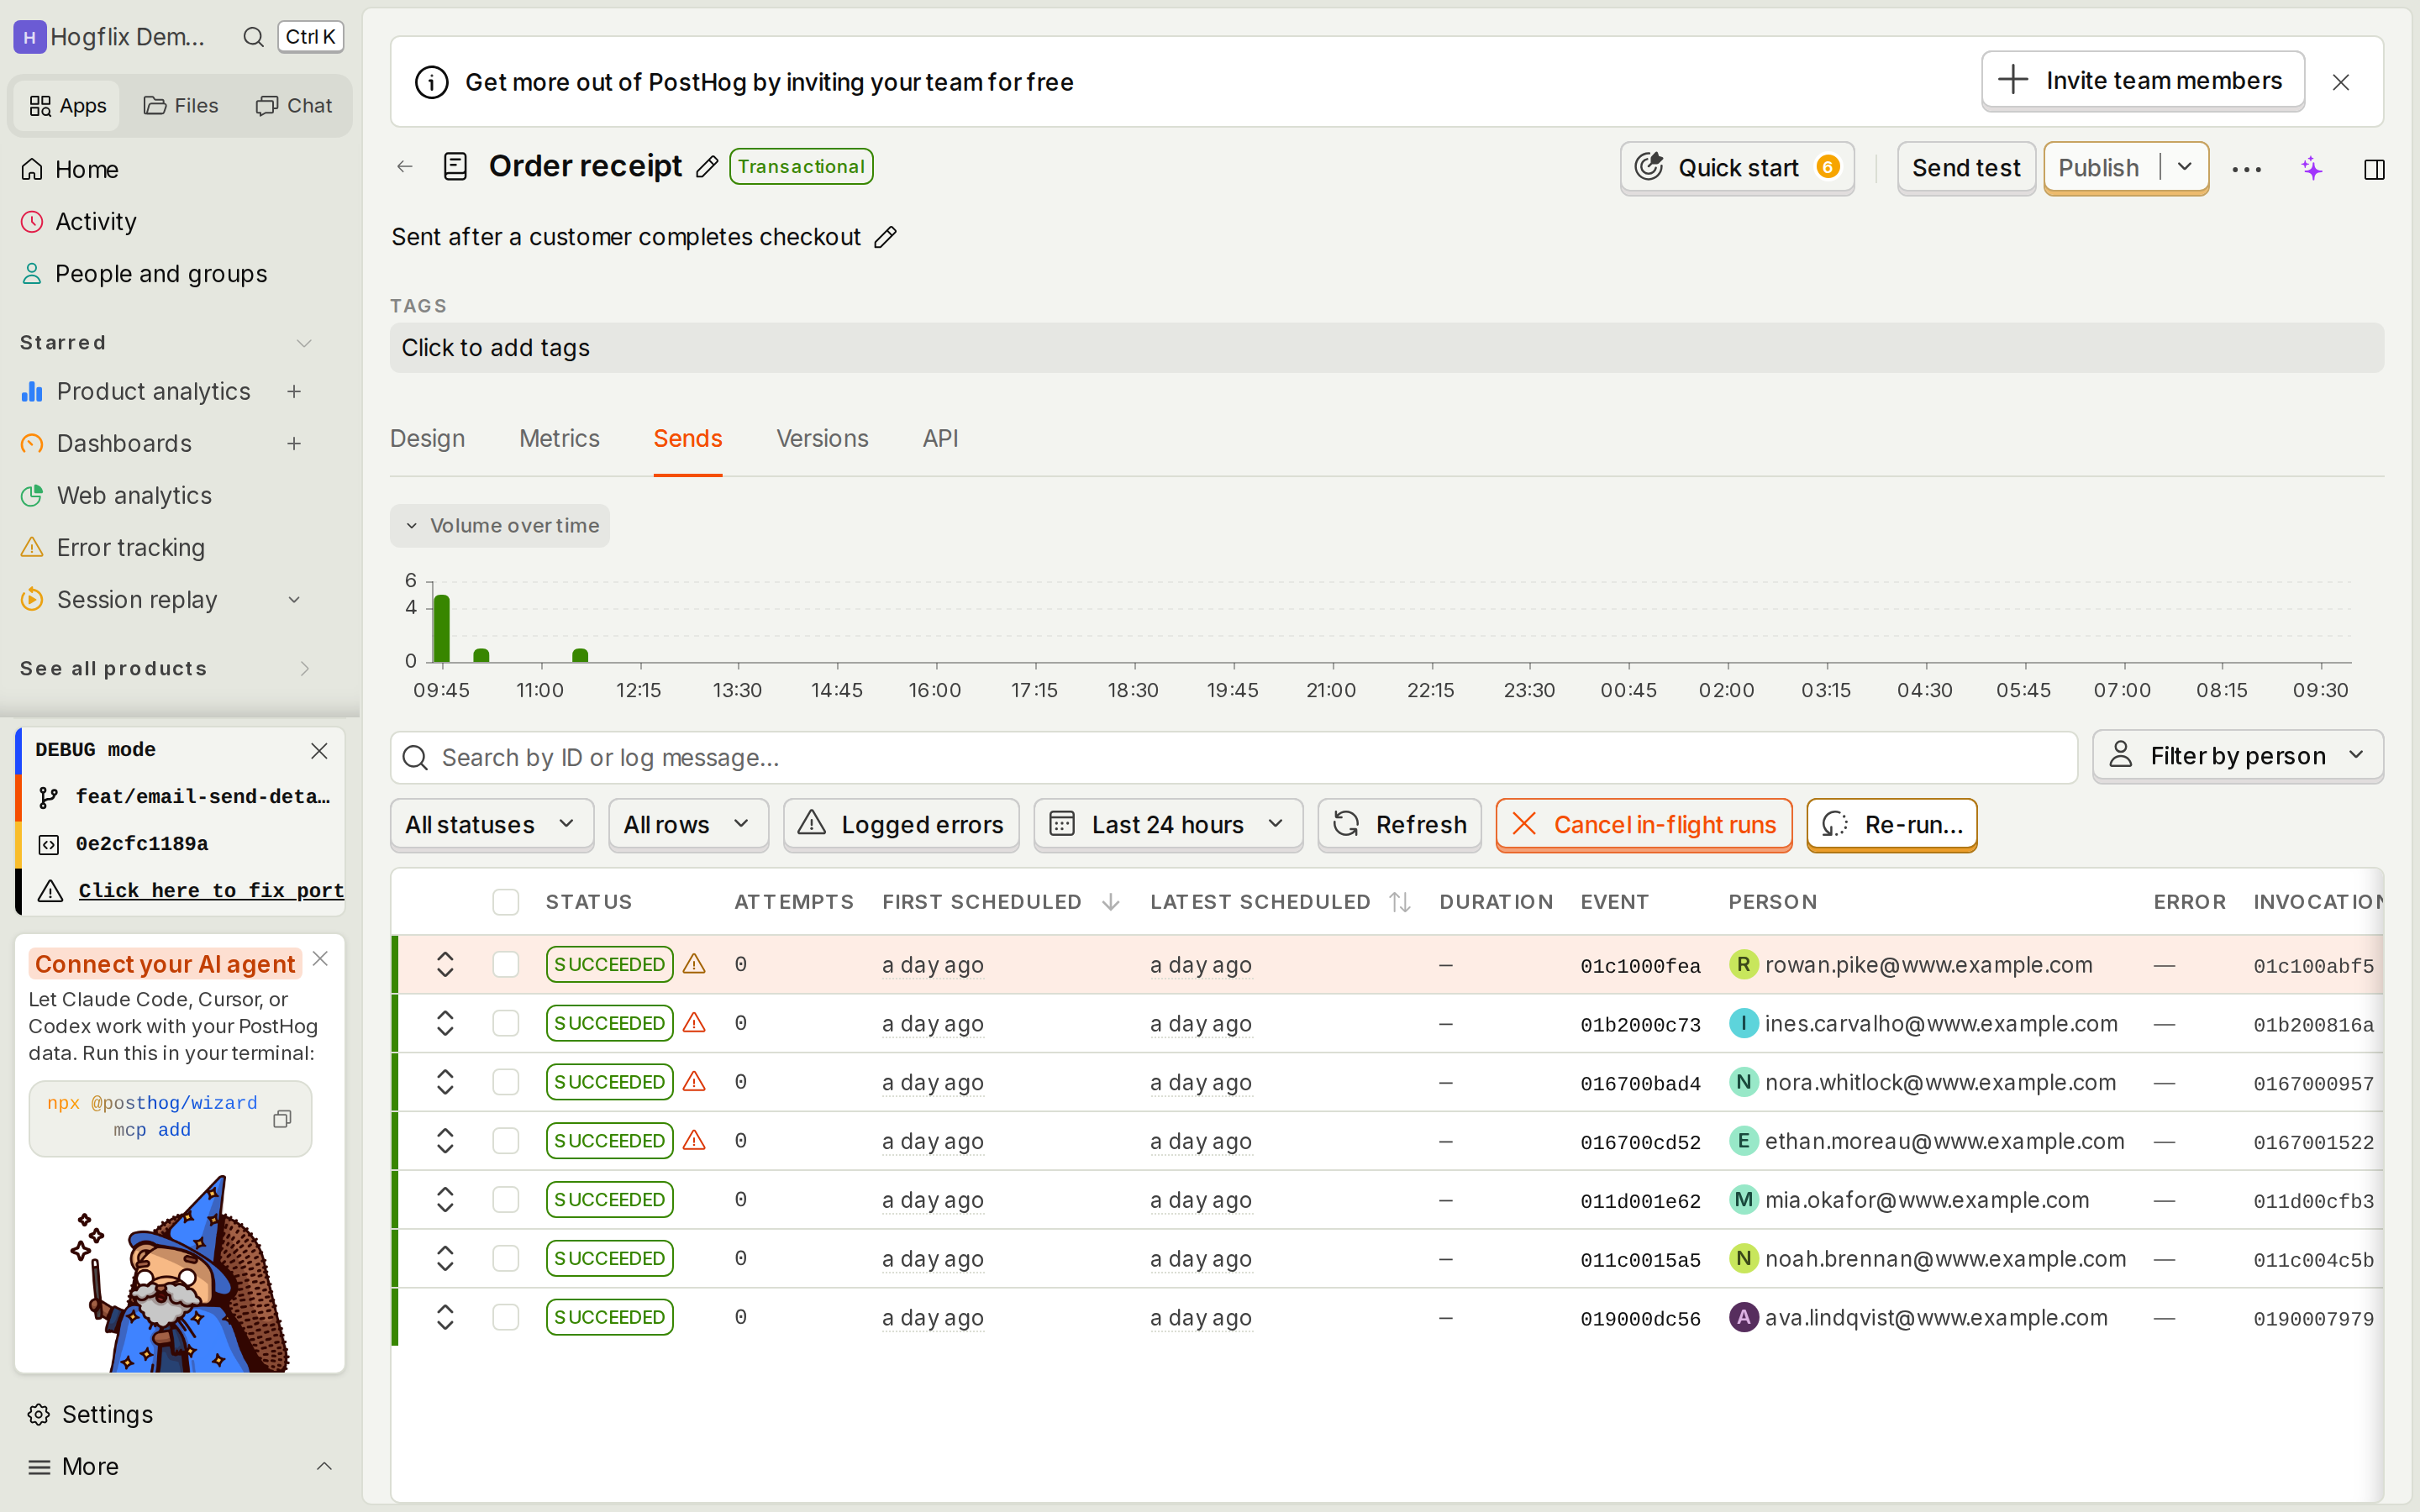 H Hogflix Dem... Ctrl K
Apps Files Chat
Home
Activity
People and groups
Starred
Product analytics
Dashboards
Web analytics
Error tracking
Session replay
See all products
DEBUG mode
feat/email-send-deta…
0e2cfc1189a
Click here to fix port
Connect your AI agent
Let Claude Code, Cursor, or
Codex work with your PostHog
data. Run this in your terminal:
npx @posthog/wizard
mcp add
Settings
More
Get more out of PostHog by inviting your team for free
Invite team members
Order receipt Transactional
Quick start 6 Send test Publish
Sent after a customer completes checkout
TAGS
Click to add tags
Design Metrics Sends Versions API
Volume over time
6
4
0
09:45 11:00 12:15 13:30 14:45 16:00 17:15 18:30 19:45 21:00 22:15 23:30 00:45 02:00 03:15 04:30 05:45 07:00 08:15 09:30
Search by ID or log message...
Filter by person
All statuses All rows Logged errors Last 24 hours Refresh Cancel in-flight runs Re-run...
STATUS ATTEMPTS FIRST SCHEDULED LATEST SCHEDULED DURATION EVENT PERSON ERROR INVOCATION
SUCCEEDED 0 a day ago a day ago – 01c1000fea R rowan.pike@www.example.com — 01c100abf5
SUCCEEDED 0 a day ago a day ago – 01b2000c73 I ines.carvalho@www.example.com — 01b200816a
SUCCEEDED 0 a day ago a day ago – 016700bad4 N nora.whitlock@www.example.com — 0167000957
SUCCEEDED 0 a day ago a day ago – 016700cd52 E ethan.moreau@www.example.com — 0167001522
SUCCEEDED 0 a day ago a day ago – 011d001e62 M mia.okafor@www.example.com — 011d00cfb3
SUCCEEDED 0 a day ago a day ago – 011c0015a5 N noah.brennan@www.example.com — 011c004c5b
SUCCEEDED 0 a day ago a day ago – 019000dc56 A ava.lindqvist@www.example.com — 0190007979